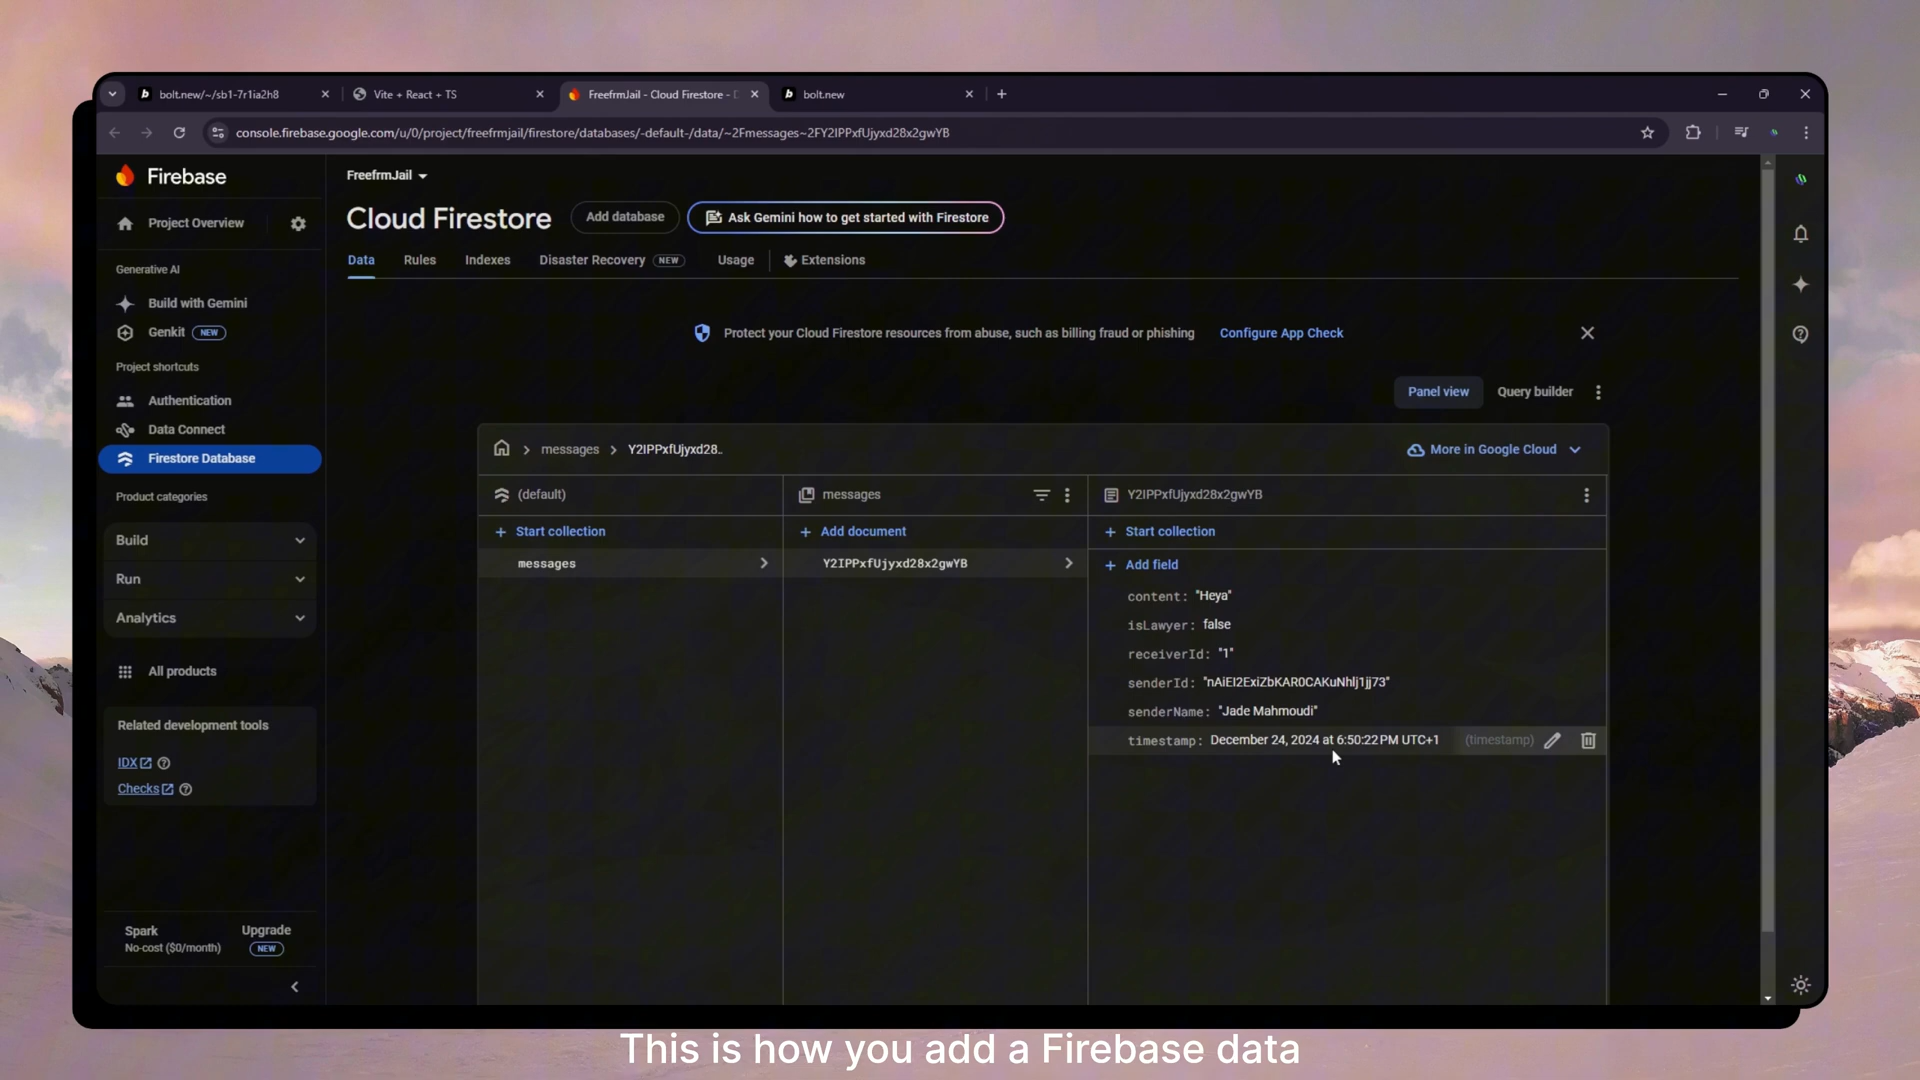 bolt.new/~/sb1-7r1ia2h8
Vite + React + TS
FreefrmJail - Cloud Firestore -
bolt.new
console.firebase.google.com/u/0/project/freefrmjail/firestore/databases/-default-/data/~2Fmessages~2FY2IPPxfUjyxd28x2gwYB
Firebase
Project Overview
Generative AI
Build with Gemini
Genkit NEW
Project shortcuts
Authentication
Data Connect
Firestore Database
Product categories
Build
Run
Analytics
All products
Related development tools
IDX
Checks
Spark
No-cost ($0/month)
Upgrade
NEW
FreefrmJail
Cloud Firestore
Add database
Ask Gemini how to get started with Firestore
Data
Rules
Indexes
Disaster Recovery NEW
Usage
Extensions
Protect your Cloud Firestore resources from abuse, such as billing fraud or phishing
Configure App Check
Panel view
Query builder
messages
Y2IPPxfUjyxd28..
More in Google Cloud
(default)
+ Start collection
messages
messages
+ Add document
Y2IPPxfUjyxd28x2gwYB
Y2IPPxfUjyxd28x2gwYB
+ Start collection
+ Add field
content: "Heya"
isLawyer: false
receiverId: "1"
senderId: "nAiEI2ExiZbKAR0CAKuNhlj1jj73"
senderName: "Jade Mahmoudi"
timestamp: December 24, 2024 at 6:50:22 PM UTC+1 (timestamp)
This is how you add a Firebase data